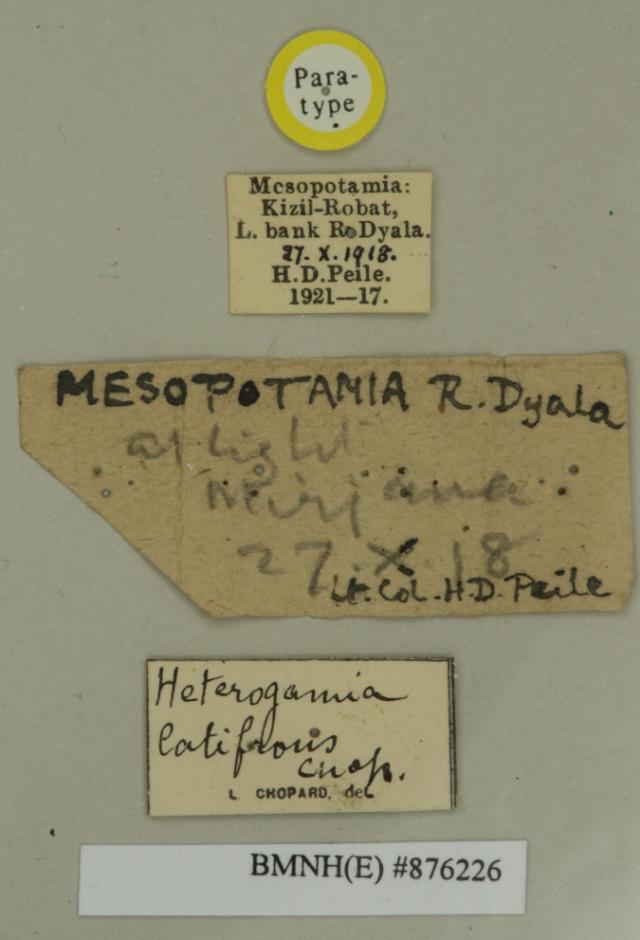 Para-
type
Mesopotamia:
Kizil-Robat,
L. bank R. Dyala.
27. X. 1918.
H.D.Peile.
1921—17.
MESOPOTAMIA R. Dyala
at light
Mirjana
27. X. 18
Lt. Col. H.D. Peile
Heterogamia
latifrons
Chop.
L. CHOPARD, det
BMNH(E) #876226